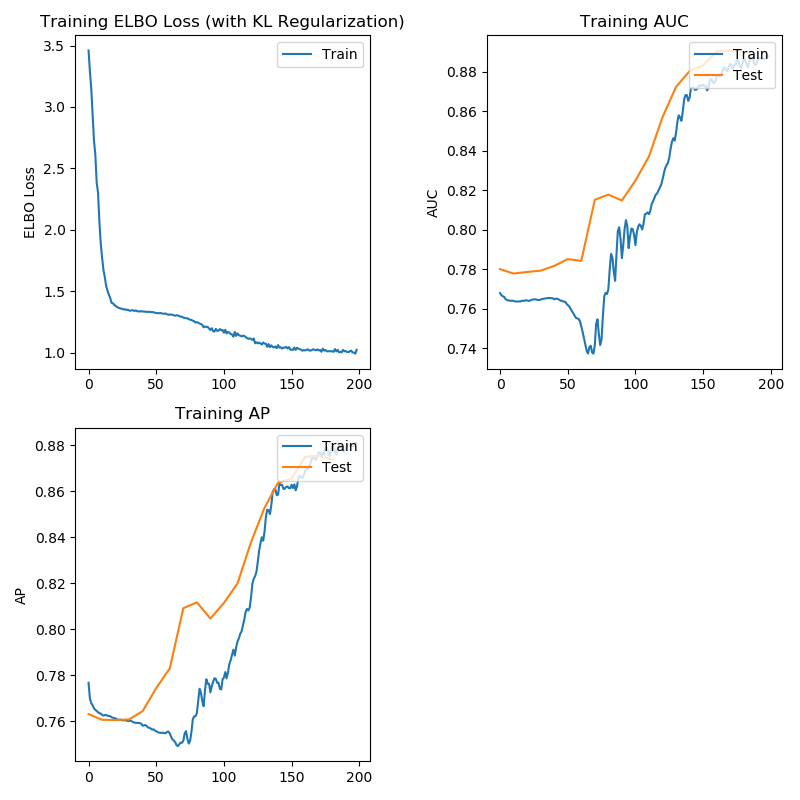 Training ELBO Loss (with KL Regularization)
Train
3.5
3.0
2.5
2.0
1.5
1.0
ELBO Loss
0 50 100 150 200
Training AUC
Train
Test
0.88
0.86
0.84
0.82
0.80
0.78
0.76
0.74
AUC
0 50 100 150 200
Training AP
Train
Test
0.88
0.86
0.84
0.82
0.80
0.78
0.76
AP
0 50 100 150 200